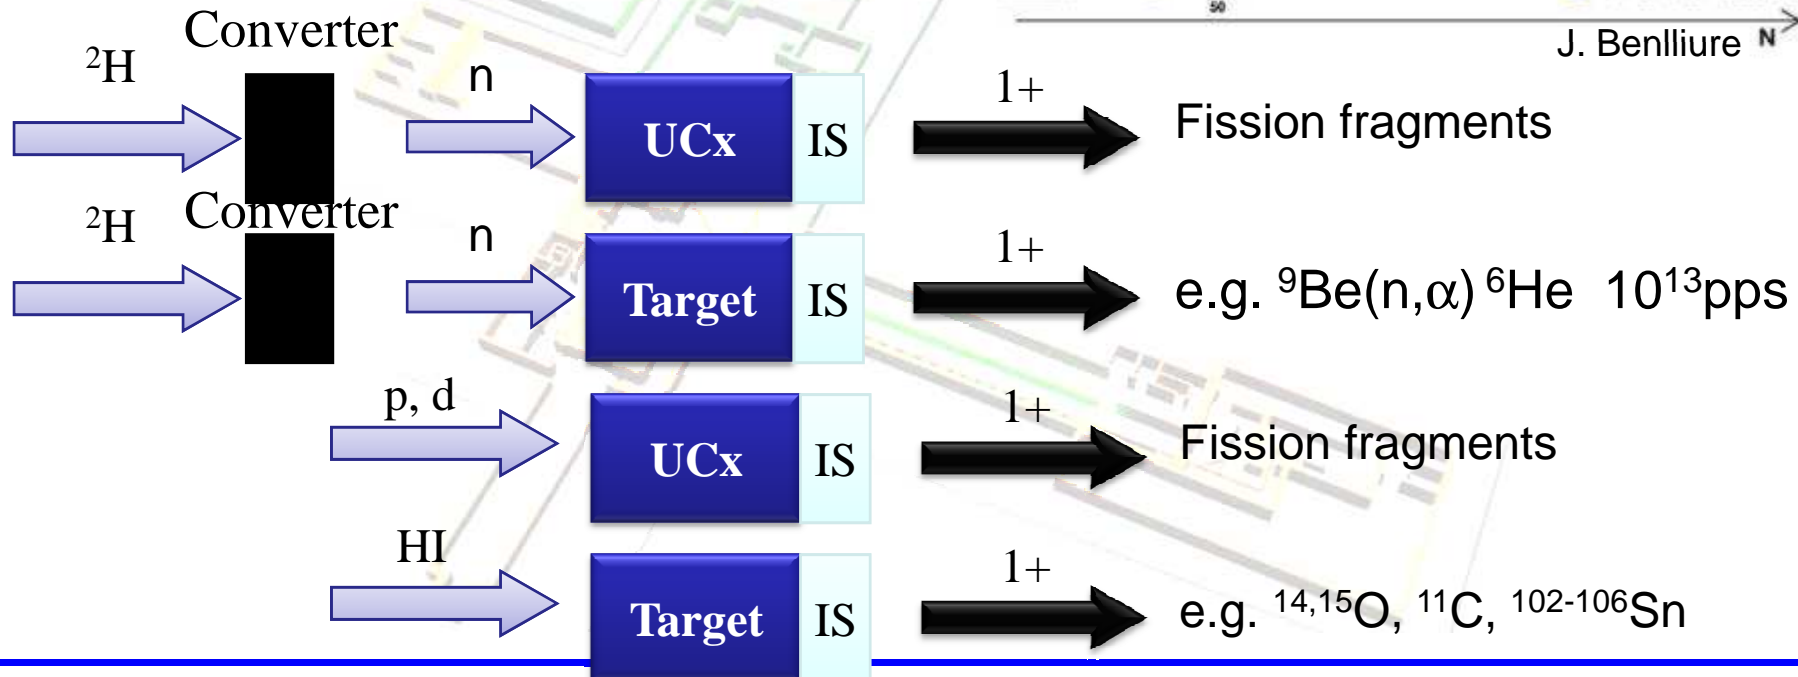 50
N
J. Benlliure
²H Converter n UCx IS 1+ Fission fragments
²H Converter n Target IS 1+ e.g. ⁹Be(n,α) ⁶He 10¹³pps
p, d UCx IS 1+ Fission fragments
HI Target IS 1+ e.g. ¹⁴,¹⁵O, ¹¹C, ¹⁰²⁻¹⁰⁶Sn